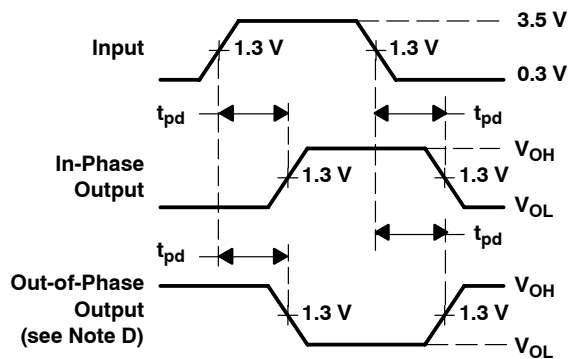 3.5 V
Input
1.3 V
1.3 V
0.3 V
tpd
tpd
In-Phase
Output
VOH
1.3 V
1.3 V
VOL
tpd
tpd
Out-of-Phase
Output
(see Note D)
VOH
1.3 V
1.3 V
VOL